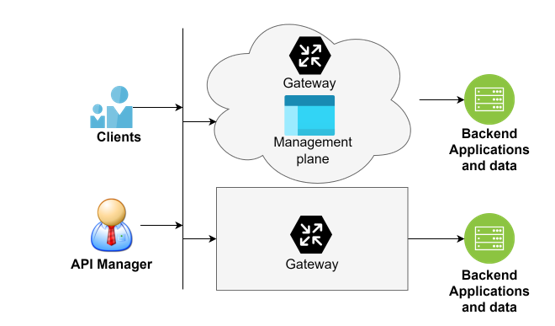 Gateway
Clients
Management
plane
Backend
Applications
and data
API Manager
Gateway
Backend
Applications
and data